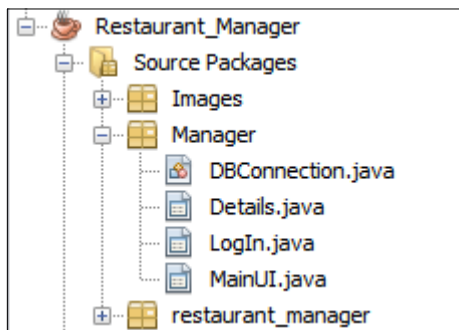 Restaurant_Manager
Source Packages
Images
Manager
DBConnection.java
Details.java
LogIn.java
MainUI.java
restaurant_manager